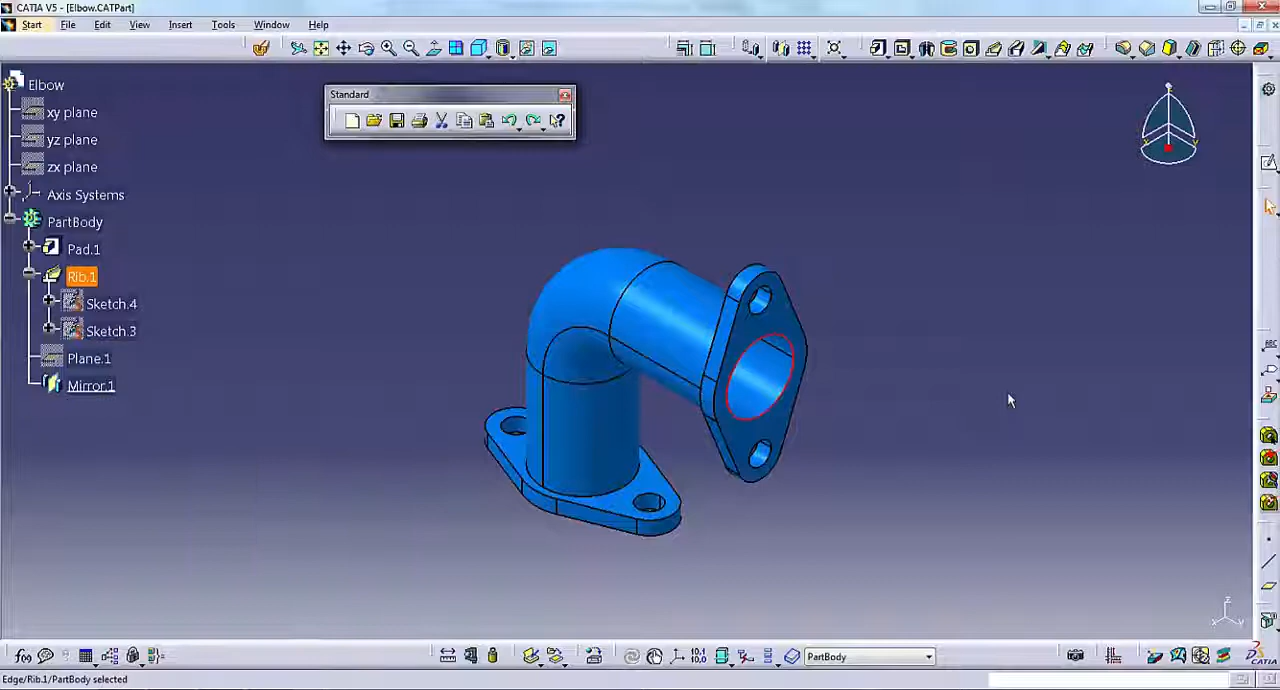 CATIA V5 - [Elbow.CATPart]
Start File Edit View Insert Tools Window Help
Standard
Elbow
xy plane
yz plane
zx plane
Axis Systems
PartBody
Pad.1
Rib.1
Sketch.4
Sketch.3
Plane.1
Mirror.1
PartBody
Edge/Rib.1/PartBody selected